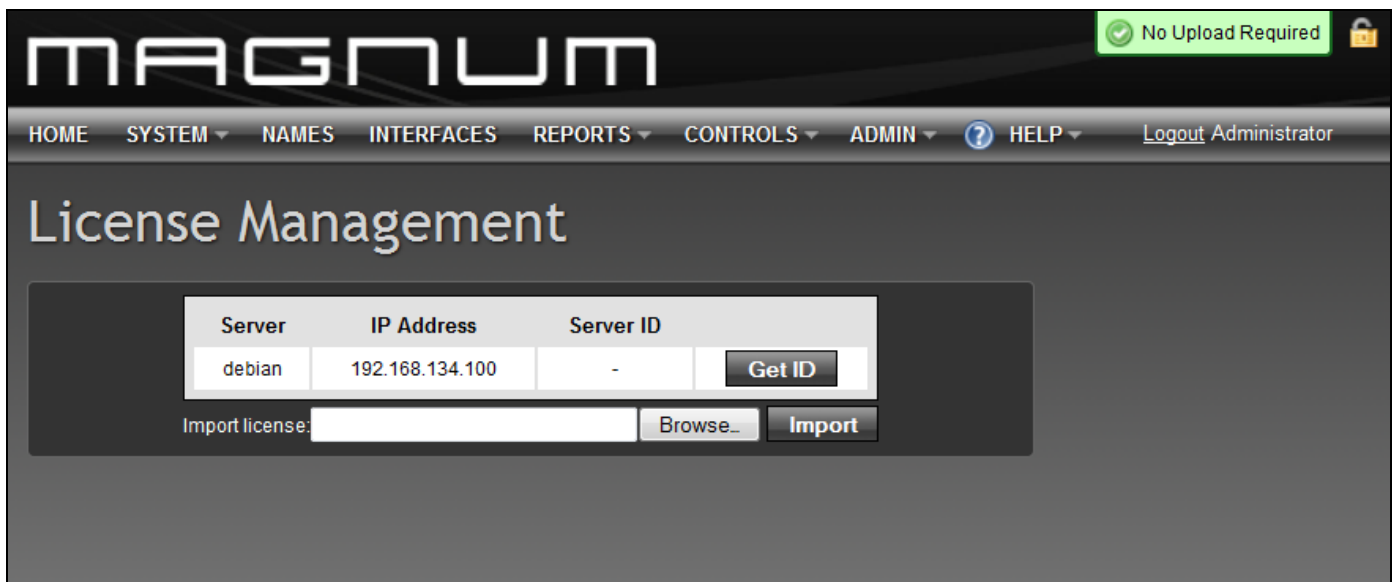 No Upload Required
MAGNUM
HOME SYSTEM NAMES INTERFACES REPORTS CONTROLS ADMIN ? HELP Logout Administrator
License Management
Server IP Address Server ID
debian 192.168.134.100 - Get ID
Import license: Browse... Import